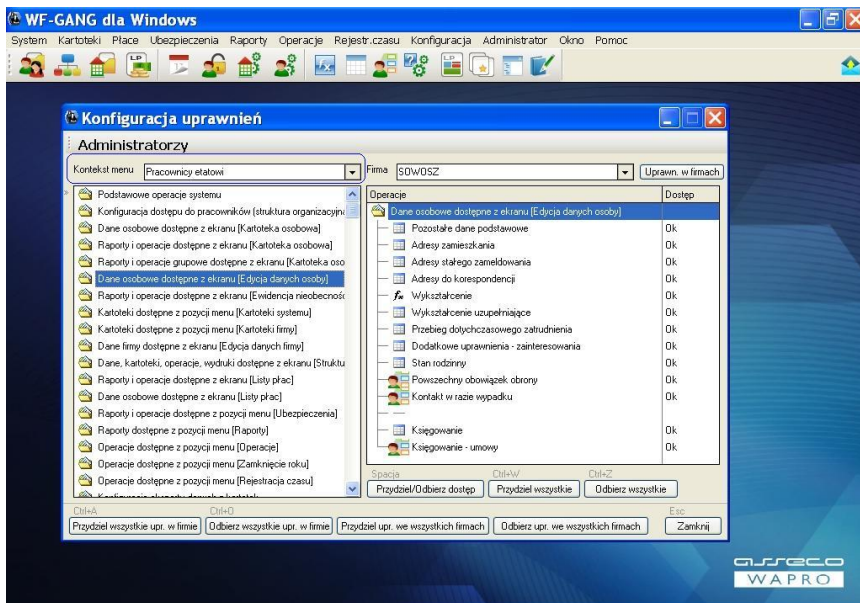 WF-GANG dla Windows
System Kartoteki Płace Ubezpieczenia Raporty Operacje Rejestr.czasu Konfiguracja Administrator Okno Pomoc
Konfiguracja uprawnień
Administratorzy
Kontekst menu Pracownicy etatowi Firma SOWOSZ Uprawn. w firmach
Podstawowe operacje systemu
Konfiguracja dostępu do pracowników (struktura organizacyjna
Dane osobowe dostępne z ekranu [Kartoteka osobowa]
Raporty i operacje dostępne z ekranu [Kartoteka osobowa]
Raporty i operacje grupowe dostępne z ekranu [Kartoteka oso
Dane osobowe dostępne z ekranu [Edycja danych osoby]
Raporty i operacje dostępne z ekranu [Ewidencja nieobecnośc
Kartoteki dostępne z pozycji menu [Kartoteki systemu]
Kartoteki dostępne z pozycji menu [Kartoteki firmy]
Dane firmy dostępne z ekranu [Edycja danych firmy]
Dane, kartoteki, operacje, wydruki dostępne z ekranu [Struktu
Raporty i operacje dostępne z ekranu [Listy płac]
Dane osobowe dostępne z ekranu [Listy płac]
Raporty i operacje dostępne z pozycji menu [Ubezpieczenia]
Raporty dostępne z pozycji menu [Raporty]
Operacje dostępne z pozycji menu [Operacje]
Operacje dostępne z pozycji menu [Zamknięcie roku]
Operacje dostępne z pozycji menu [Rejestracja czasu]
Operacje Dostęp
Dane osobowe dostępne z ekranu [Edycja danych osoby]
Pozostałe dane podstawowe Ok
Adresy zamieszkania Ok
Adresy stałego zameldowania Ok
Adresy do korespondencji Ok
Wykształcenie Ok
Wykształcenie uzupełniające Ok
Przebieg dotychczasowego zatrudnienia Ok
Dodatkowe uprawnienia - zainteresowania Ok
Stan rodzinny Ok
Powszechny obowiązek obrony Ok
Kontakt w razie wypadku Ok
Księgowanie Ok
Księgowanie - umowy Ok
Spacja Ctrl+W Ctrl+Z
Przydziel/Odbierz dostęp Przydziel wszystkie Odbierz wszystkie
Ctrl+A Ctrl+O Esc
Przydziel wszystkie upr. w firmie Odbierz wszystkie upr. w firmie Przydziel upr. we wszystkich firmach Odbierz upr. we wszystkich firmach Zamknij
asseco
WAPRO